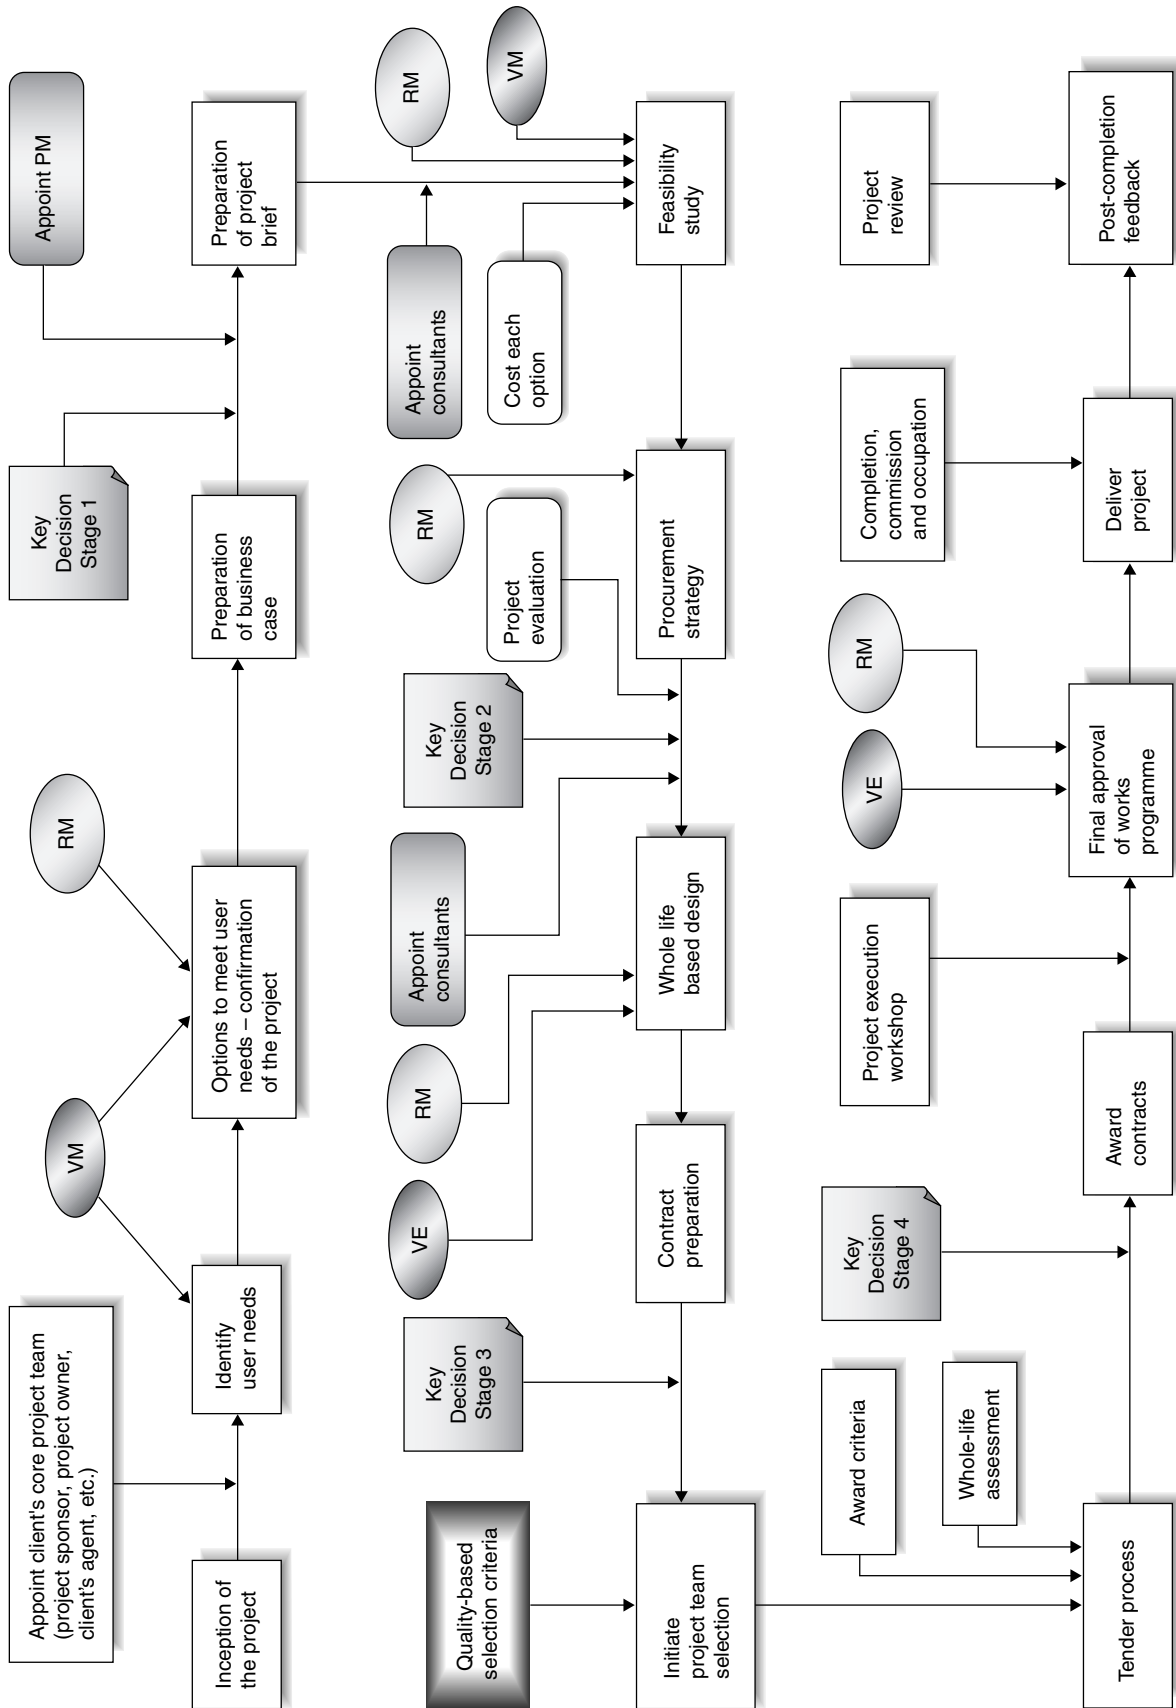 Appoint client's core project team
(project sponsor, project owner,
client's agent, etc.)
VM
RM
Key
Decision
Stage 1
Appoint PM
Inception of
the project
Identify
user needs
Options to meet user
needs – confirmation
of the project
Preparation
of business
case
Preparation
of project
brief
Quality-based
selection criteria
Key
Decision
Stage 3
VE
RM
Appoint
consultants
Key
Decision
Stage 2
Project
evaluation
RM
Appoint
consultants
Cost each
option
RM
VM
Initiate
project team
selection
Contract
preparation
Whole life
based design
Procurement
strategy
Feasibility
study
Award criteria
Whole-life
assessment
Key
Decision
Stage 4
Project execution
workshop
VE
RM
Completion,
commission
and occupation
Project
review
Tender process
Award
contracts
Final approval
of works
programme
Deliver
project
Post-completion
feedback